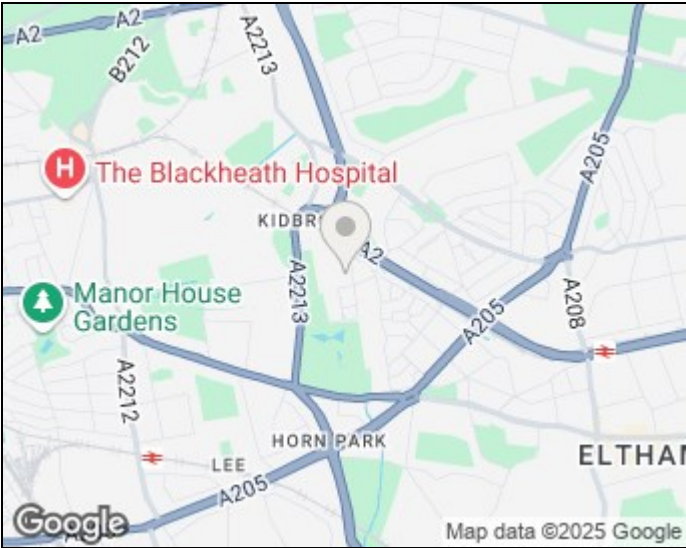 A2
A2
B212
A2213
A205
H The Blackheath Hospital
KIDBR
A2
Manor House
Gardens
A2213
A208
A205
A2212
HORN PARK
LEE
ELTHAM
A205
Google
Map data ©2025 Google